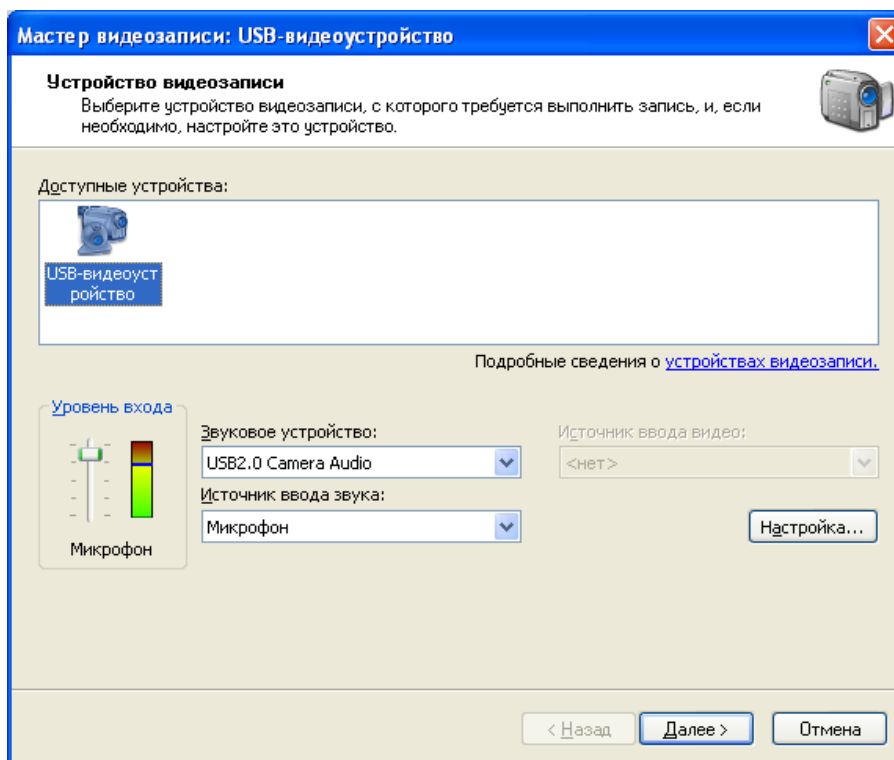 Мастер видеозаписи: USB-видеоустройство
Устройство видеозаписи
Выберите устройство видеозаписи, с которого требуется выполнить запись, и, если
необходимо, настройте это устройство.
Доступные устройства:
USB-видеоуст
ройство
Подробные сведения о устройствах видеозаписи.
Уровень входа
Микрофон
Звуковое устройство:
USB2.0 Camera Audio
Источник ввода звука:
Микрофон
Источник ввода видео:
<нет>
Настройка...
< Назад
Далее >
Отмена